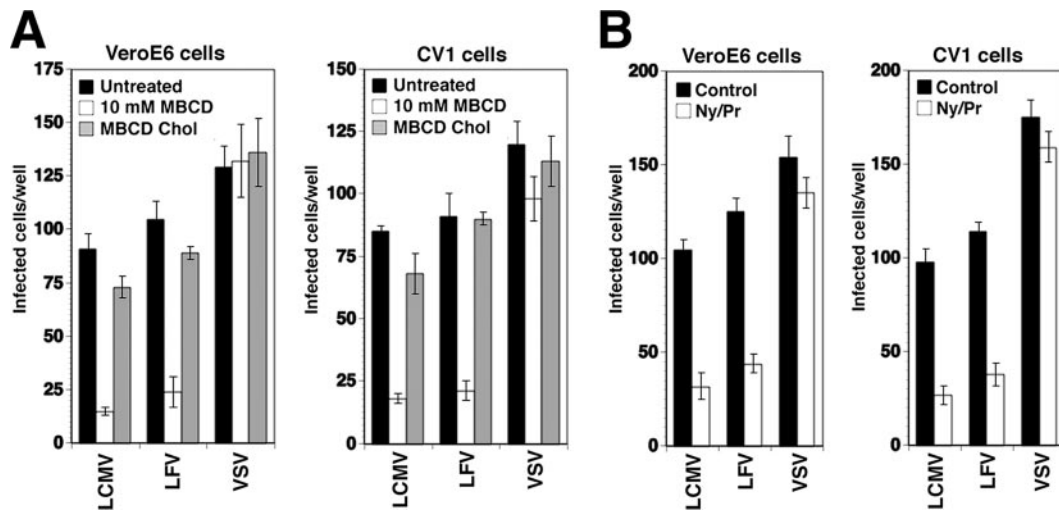 A
VeroE6 cells
175
150
125
100
75
50
25
0
Infected cells/well
Untreated
10 mM MBCD
MBCD Chol
LCMV
LFV
VSV
CV1 cells
150
125
100
75
50
25
0
Infected cells/well
Untreated
10 mM MBCD
MBCD Chol
LCMV
LFV
VSV
B
VeroE6 cells
200
150
100
50
0
Infected cells/well
Control
Ny/Pr
LCMV
LFV
VSV
CV1 cells
200
150
100
50
0
Infected cells/well
Control
Ny/Pr
LCMV
LFV
VSV